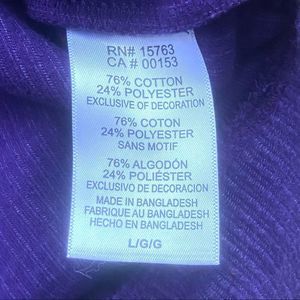 RN# 15763
CA # 00153
76% COTTON
24% POLYESTER
EXCLUSIVE OF DECORATION
76% COTON
24% POLYESTER
SANS MOTIF
76% ALGODÓN
24% POLIÉSTER
EXCLUSIVO DE DECORACION
MADE IN BANGLADESH
FABRIQUE AU BANGLADESH
HECHO EN BANGLADESH
L/G/G